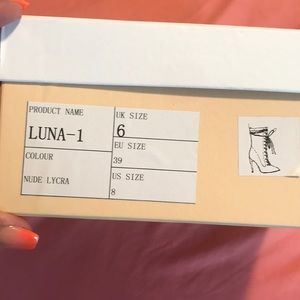 PRODUCT NAME
LUNA-1
COLOUR
NUDE LYCRA
UK SIZE
6
EU SIZE
39
US SIZE
8